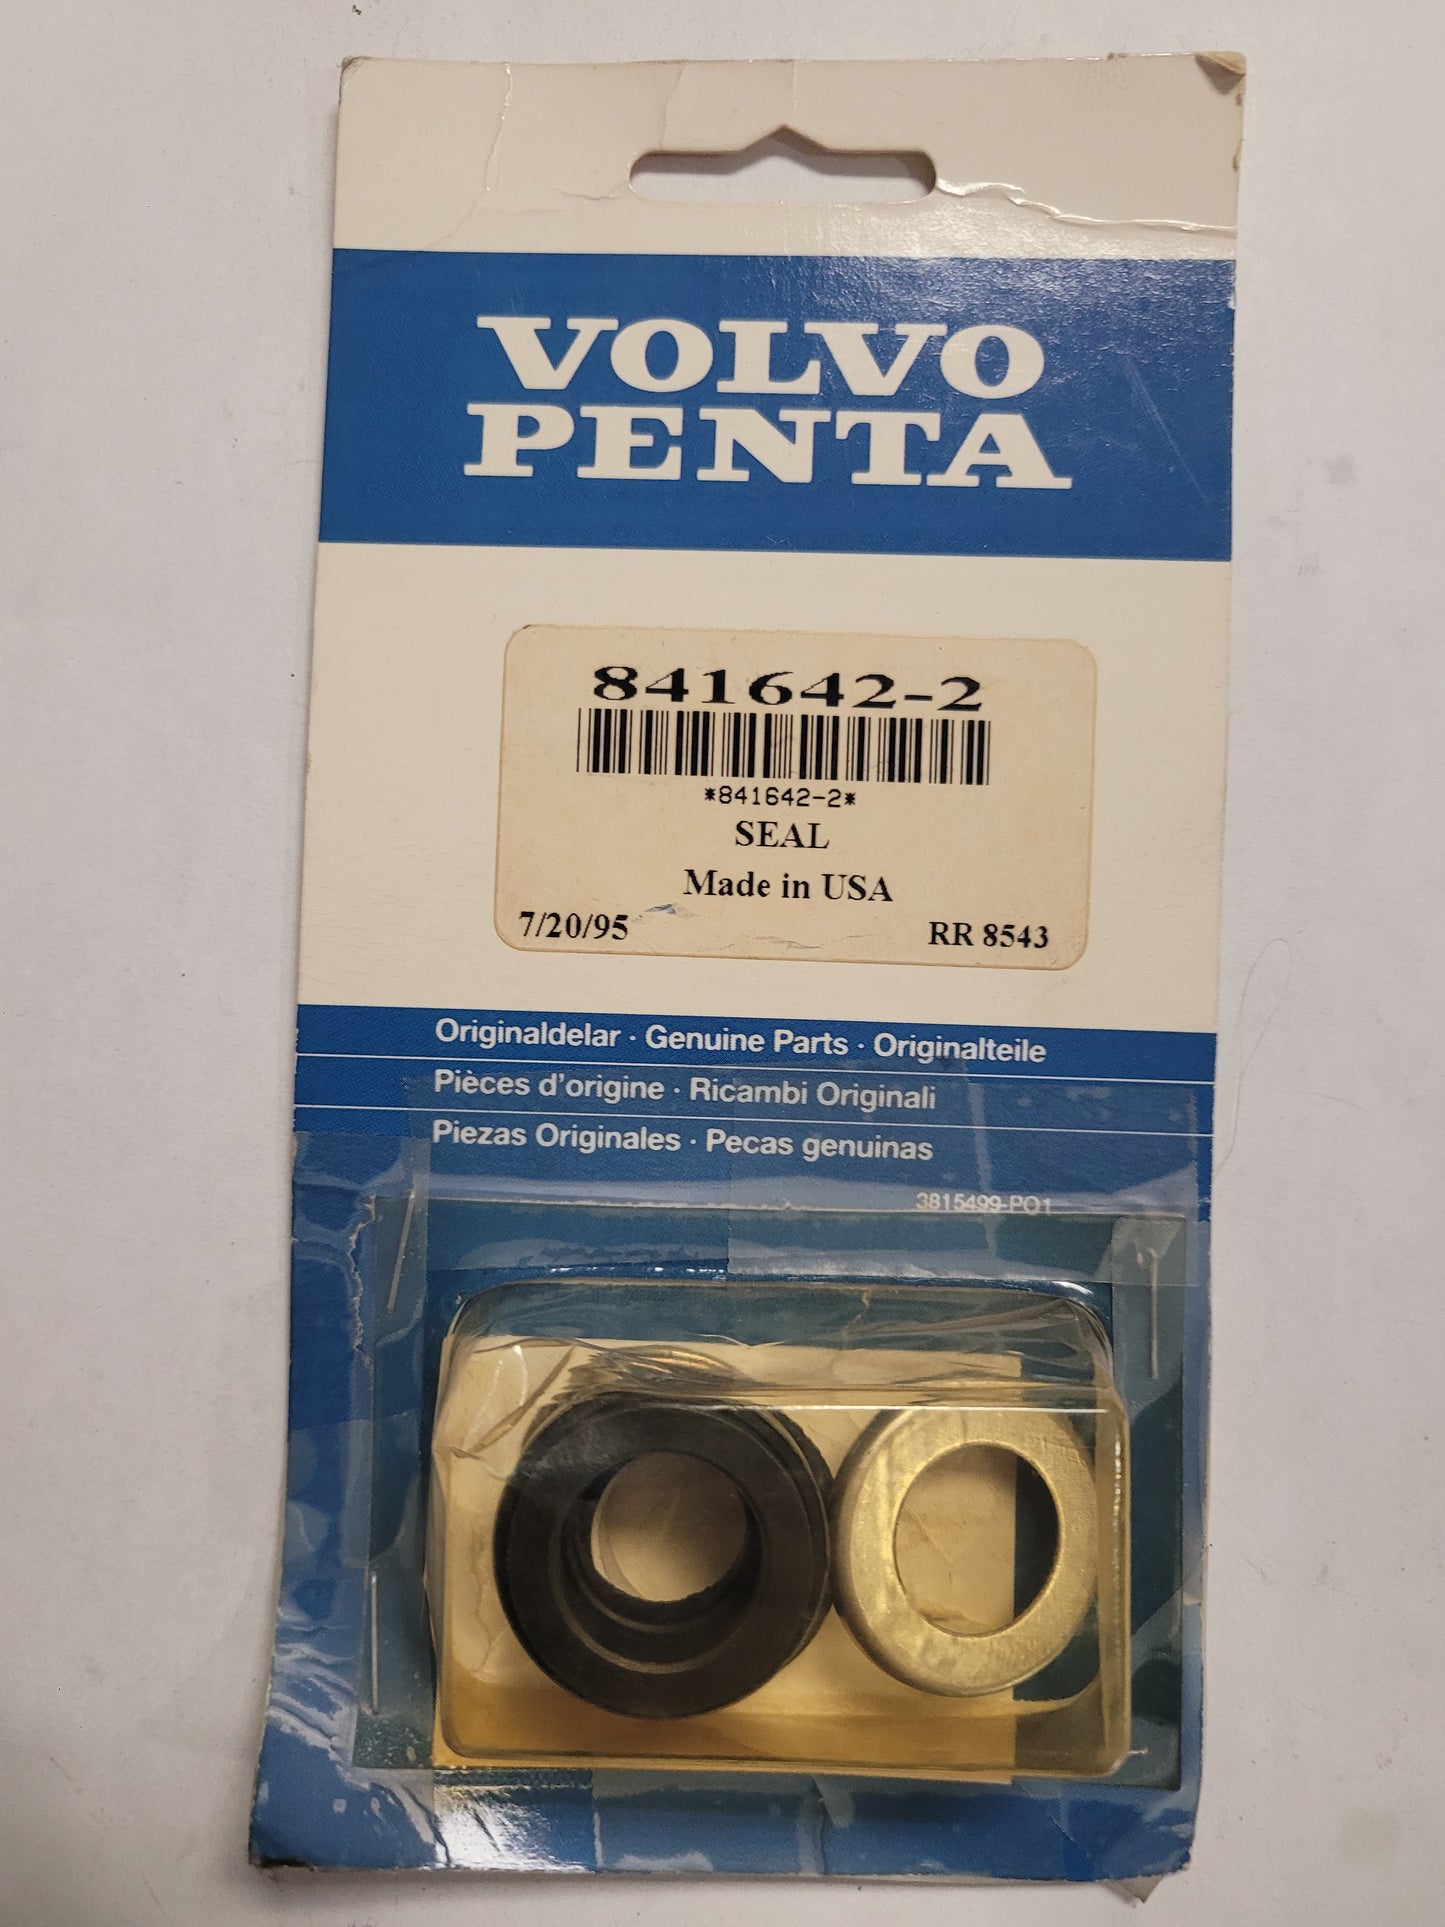 VOLVO
PENTA
841642-2
*841642-2*
SEAL
Made in USA
7/20/95 RR 8543
Originaldelar · Genuine Parts · Originalteile
Pièces d'origine · Ricambi Originali
Piezas Originales · Pecas genuinas
3815499-PO1